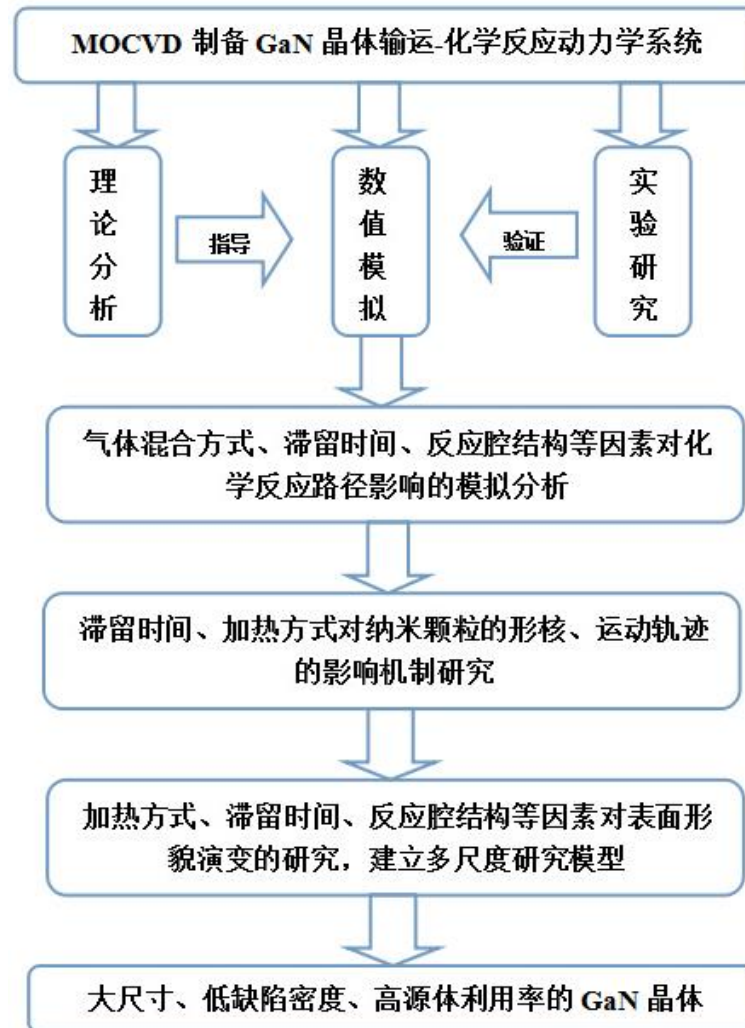 MOCVD 制备 GaN 晶体输运-化学反应动力学系统
理论分析
指导
数值模拟
验证
实验研究
气体混合方式、滞留时间、反应腔结构等因素对化
学反应路径影响的模拟分析
滞留时间、加热方式对纳米颗粒的形核、运动轨迹
的影响机制研究
加热方式、滞留时间、反应腔结构等因素对表面形
貌演变的研究，建立多尺度研究模型
大尺寸、低缺陷密度、高源体利用率的 GaN 晶体